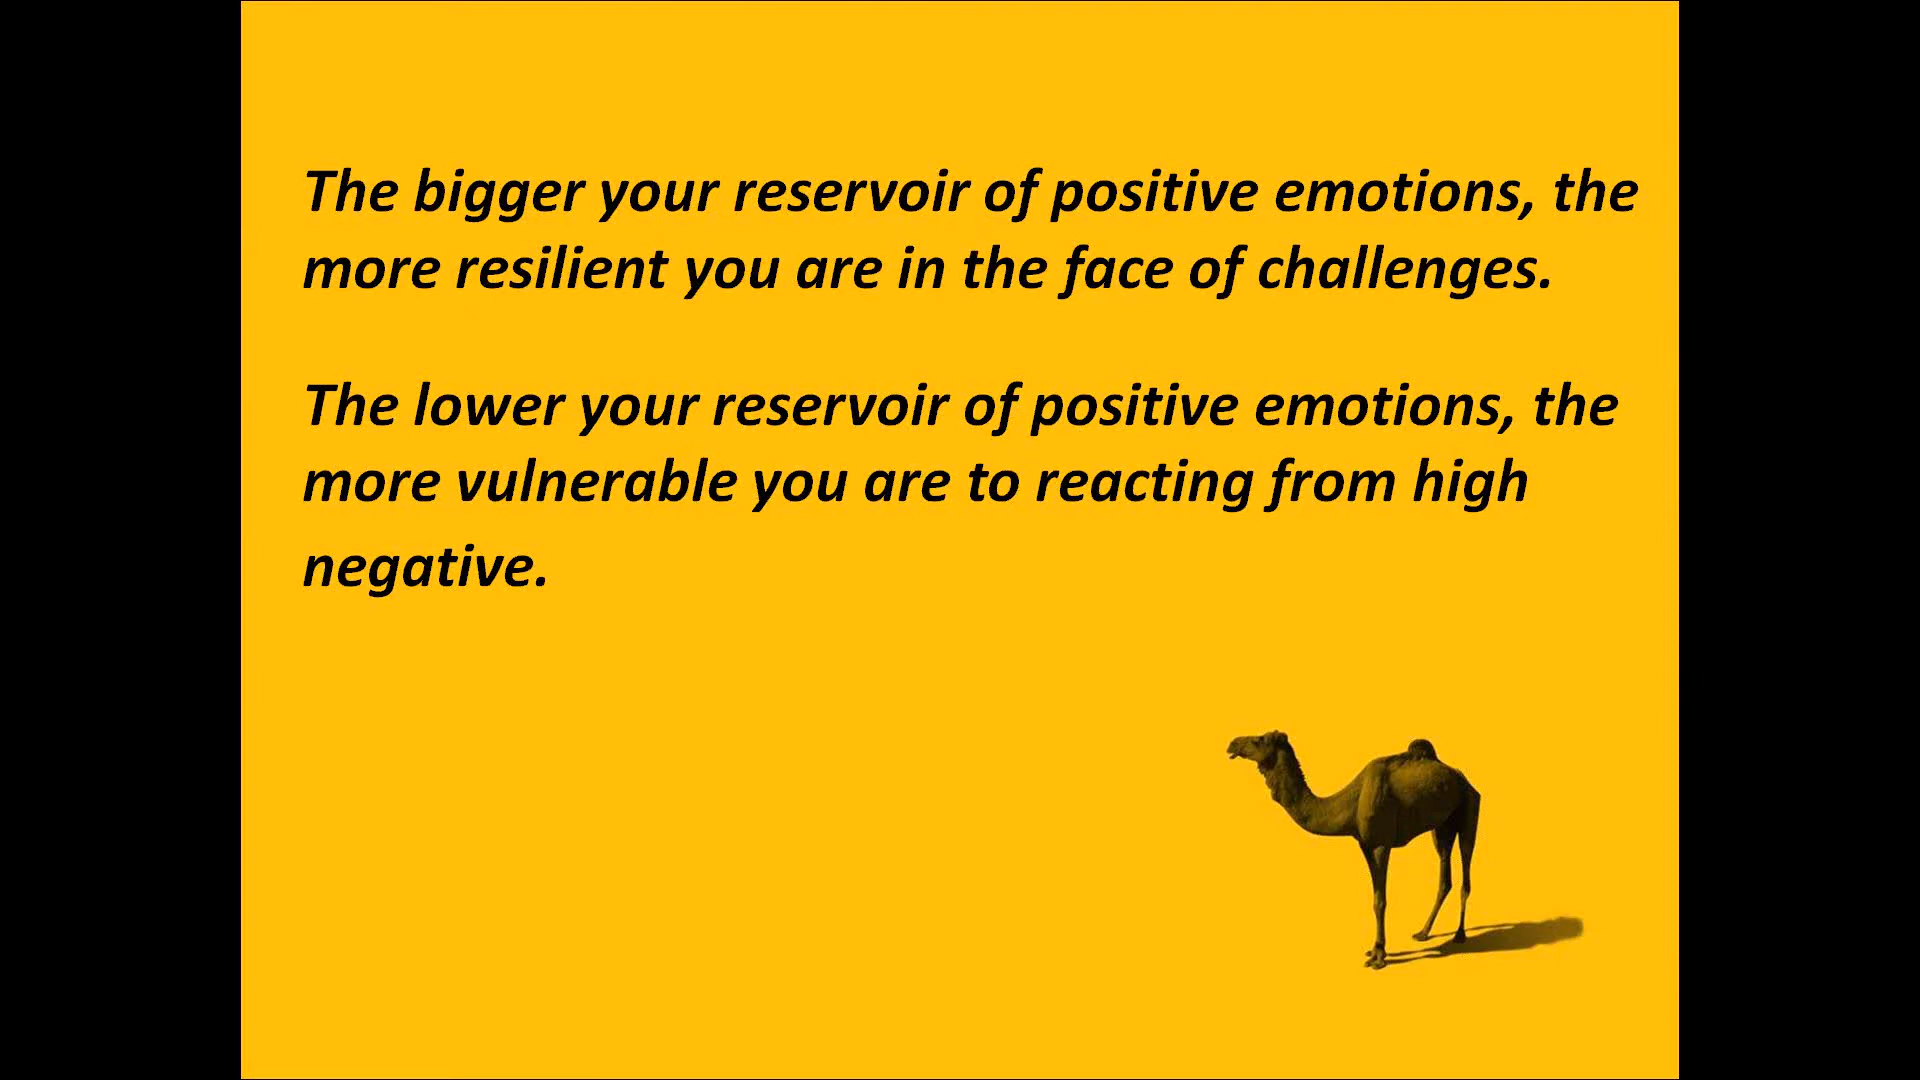 The bigger your reservoir of positive emotions, the
more resilient you are in the face of challenges.
The lower your reservoir of positive emotions, the
more vulnerable you are to reacting from high
negative.